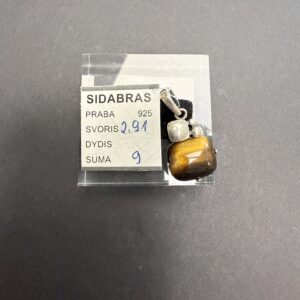 SIDABRAS
PRABA 925
SVORIS 2,91
DYDIS
SUMA 9